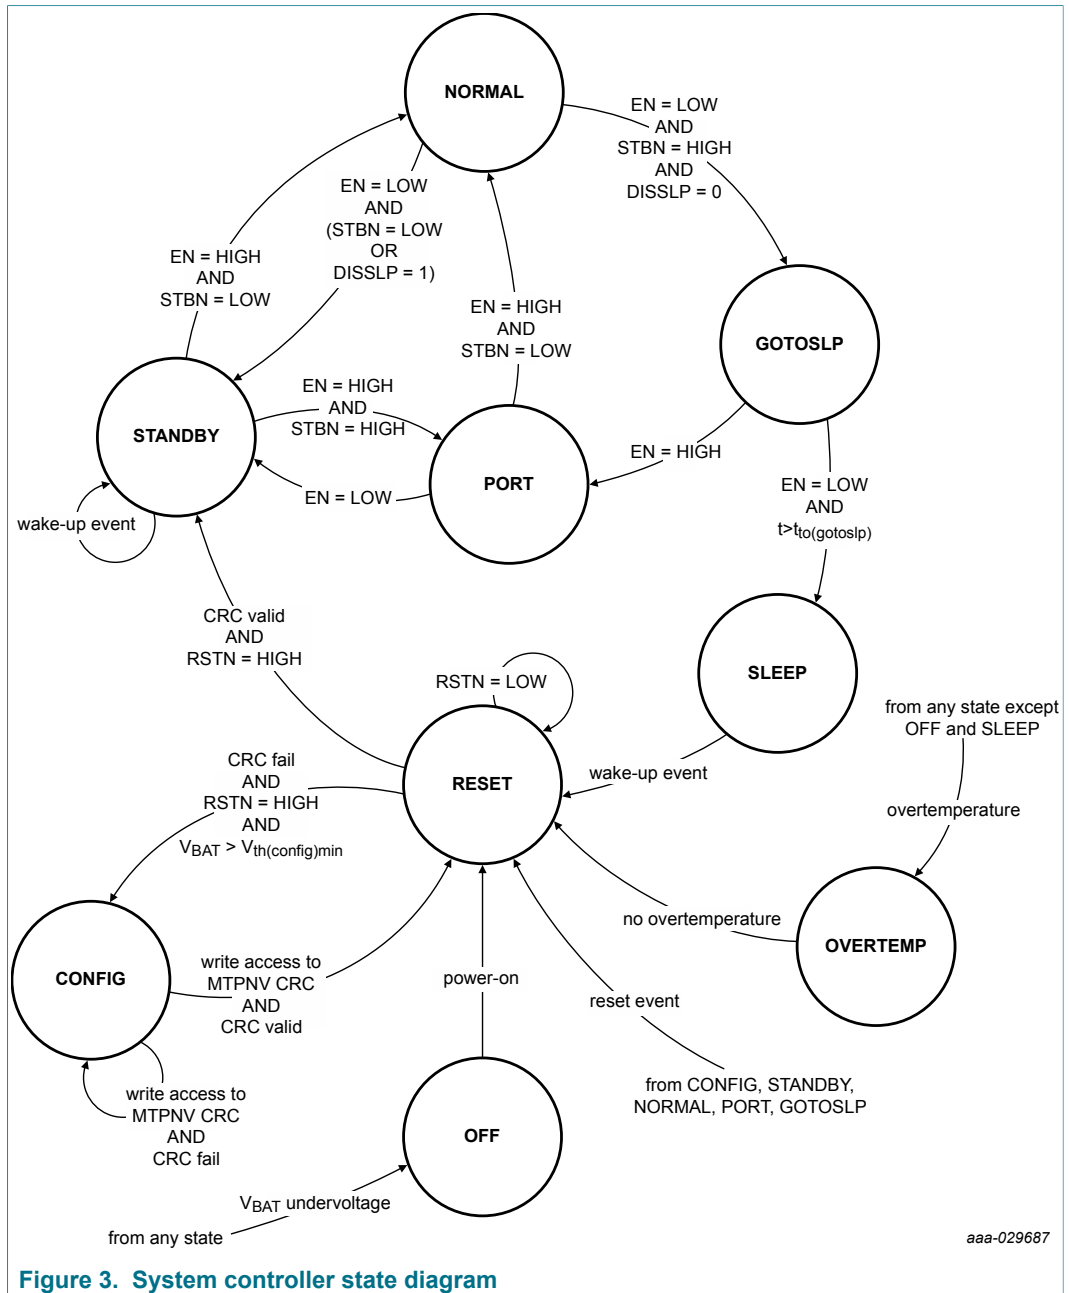 NORMAL
EN = LOW
AND
STBN = HIGH
AND
DISSLP = 0
EN = LOW
AND
(STBN = LOW
OR
DISSLP = 1)
EN = HIGH
AND
STBN = LOW
EN = HIGH
AND
STBN = LOW
GOTOSLP
EN = HIGH
AND
STBN = HIGH
STANDBY
EN = HIGH
PORT
EN = LOW
EN = LOW
AND
t>tto(gotoslp)
wake-up event
CRC valid
AND
RSTN = HIGH
SLEEP
RSTN = LOW
from any state except
OFF and SLEEP
CRC fail
AND
RSTN = HIGH
AND
VBAT > Vth(config)min
RESET
wake-up event
overtemperature
no overtemperature
OVERTEMP
CONFIG
write access to
MTPNV CRC
AND
CRC valid
power-on
reset event
write access to
MTPNV CRC
AND
CRC fail
from CONFIG, STANDBY,
NORMAL, PORT, GOTOSLP
OFF
VBAT undervoltage
from any state
aaa-029687
Figure 3. System controller state diagram